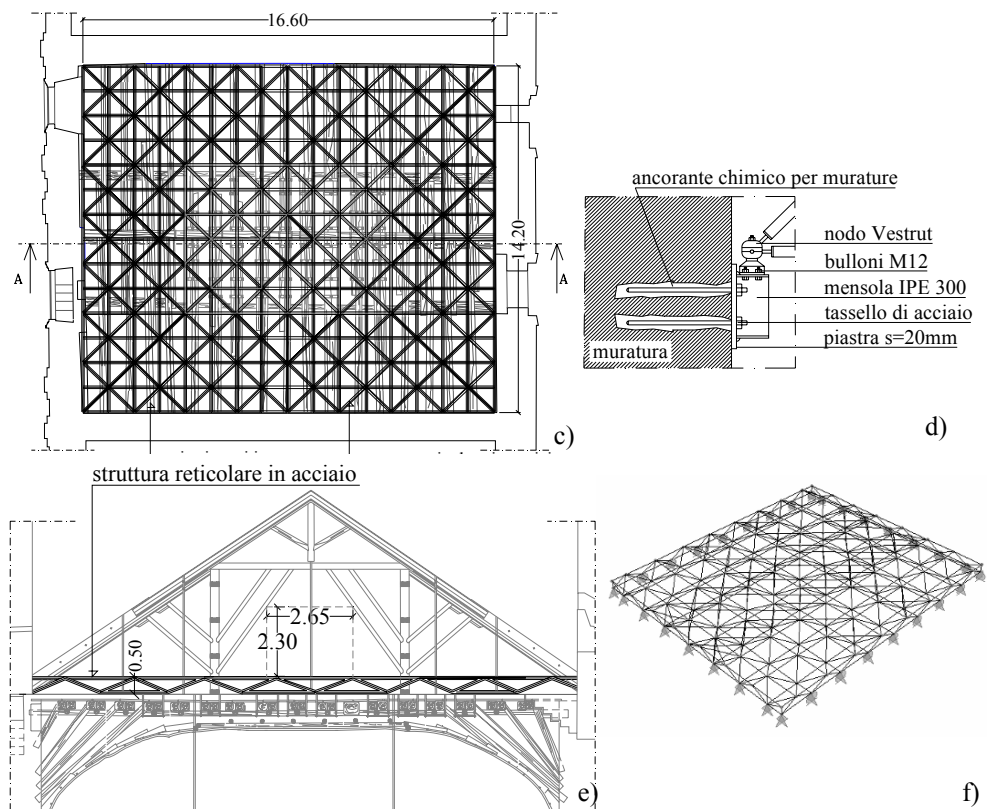 16.60
14.20
A
A
c)
ancorante chimico per murature
nodo Vestrut
bulloni M12
mensola IPE 300
tassello di acciaio
piastra s=20mm
muratura
d)
struttura reticolare in acciaio
2.65
2.30
0.50
e)
f)